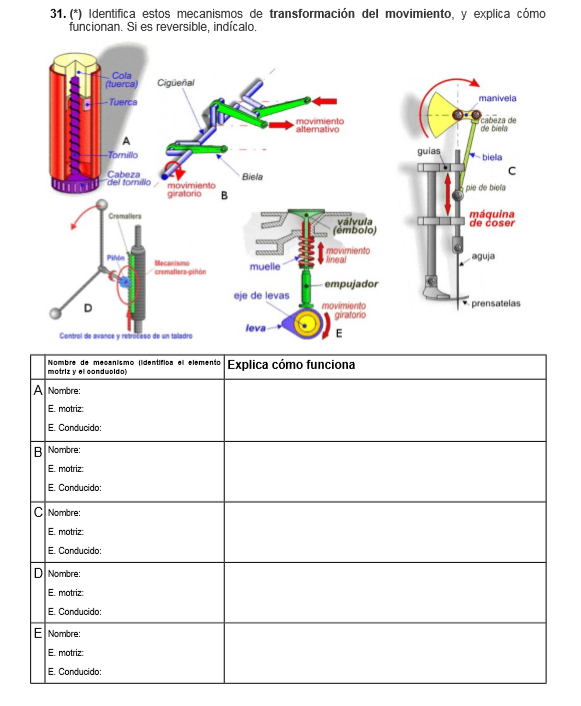 31. (*) Identifica estos mecanismos de transformación del movimiento, y explica cómo
funcionan. Si es reversible, indícalo.
Cola
(tuerca)
Tuerca
A
Tornillo
Cabeza
del tornillo
Cigüeñal
movimiento
alternativo
Biela
movimiento
giratorio
B
manivela
cabeza de
de biela
guías
biela
C
pie de biela
máquina
de coser
aguja
prensatelas
Cremallera
Piñón
Mecanismo
cremallera-piñón
D
Control de avance y retroceso de un taladro
válvula
(émbolo)
movimiento
lineal
muelle
empujador
eje de levas
movimiento
giratorio
leva
E
Nombre de mecanismo (Identifica el elemento
motriz y el conducido)
Explica cómo funciona
A Nombre:
E. motriz:
E. Conducido:
B Nombre:
E. motriz:
E. Conducido:
C Nombre:
E. motriz:
E. Conducido:
D Nombre:
E. motriz:
E. Conducido:
E Nombre:
E. motriz:
E. Conducido: